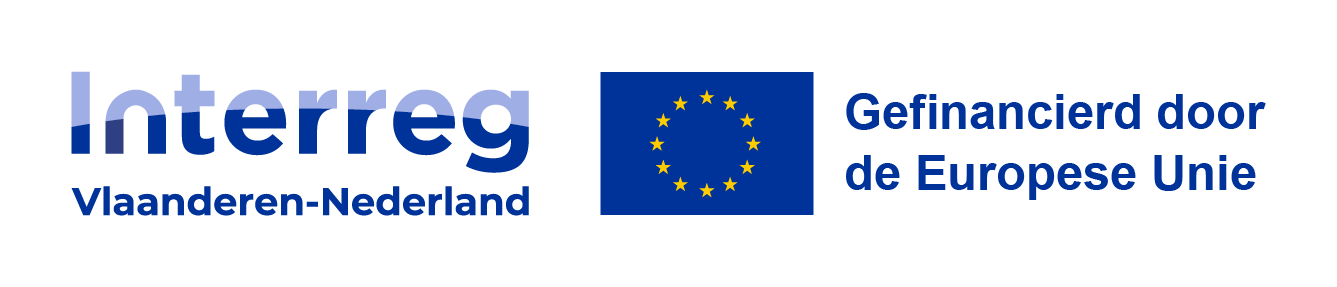 Interreg
Vlaanderen-Nederland
Gefinancierd door
de Europese Unie